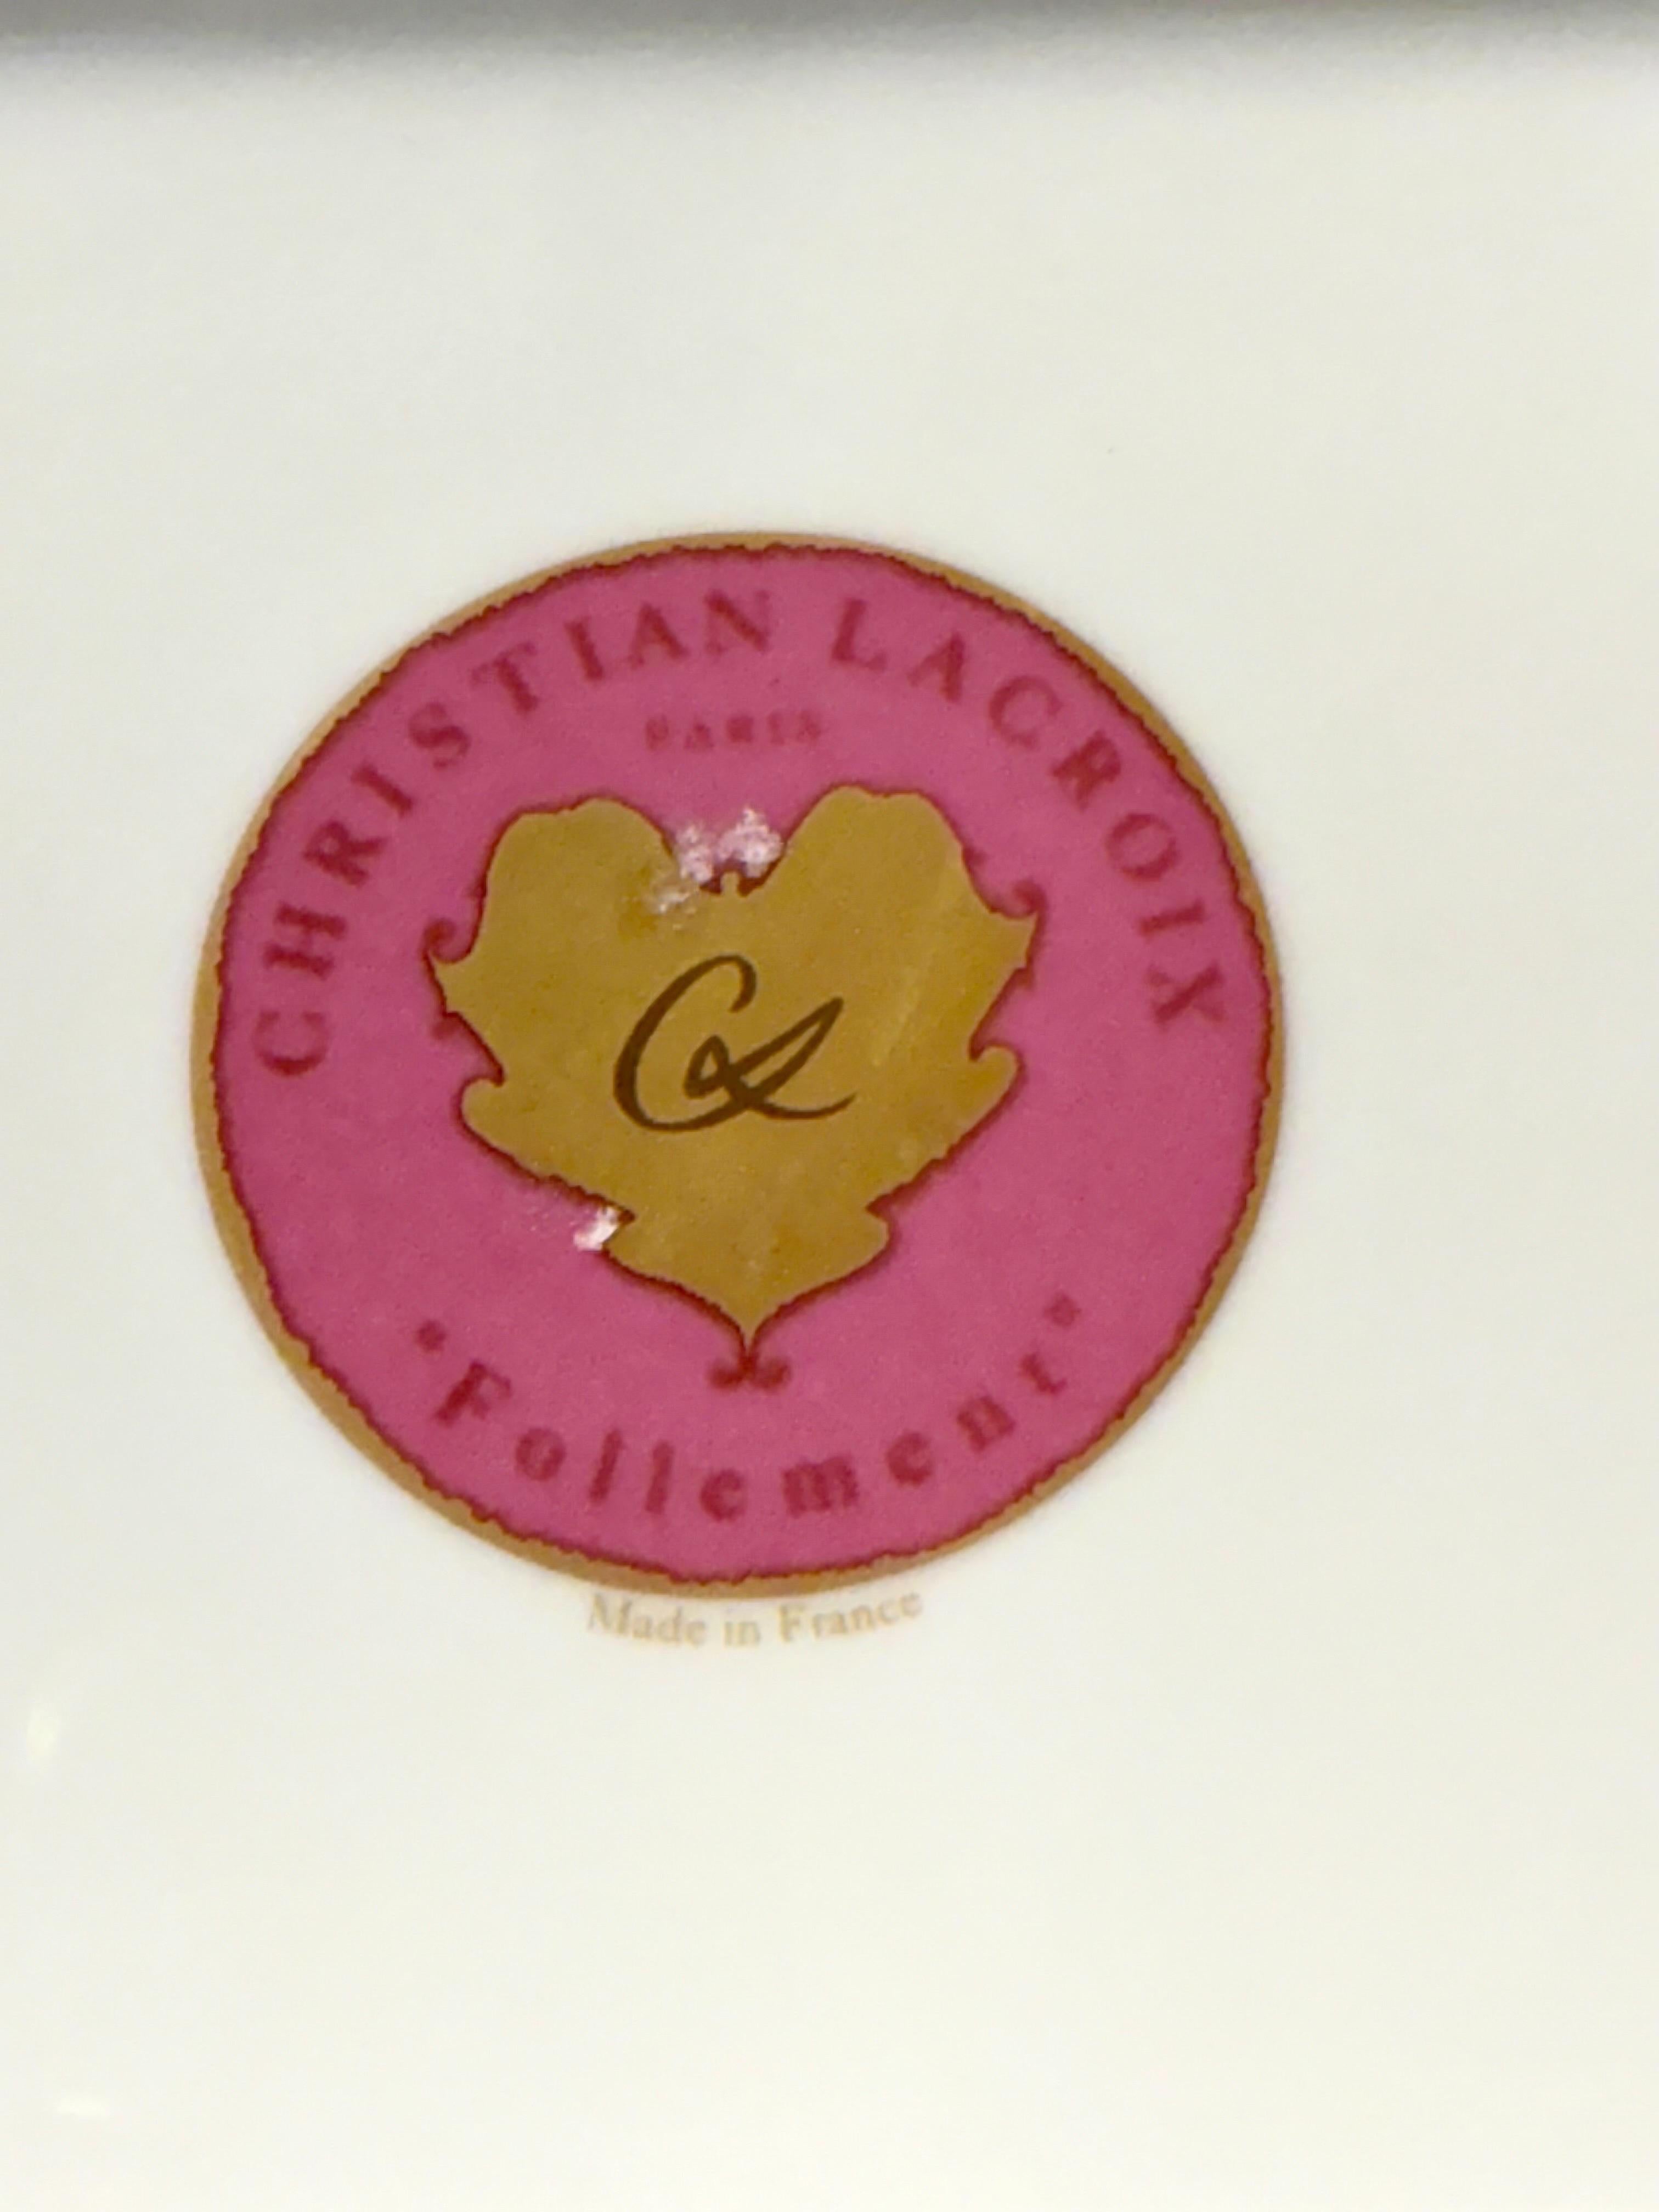 CHRISTIAN LACROIX
PARIS
CL
"Follement"
Made in France